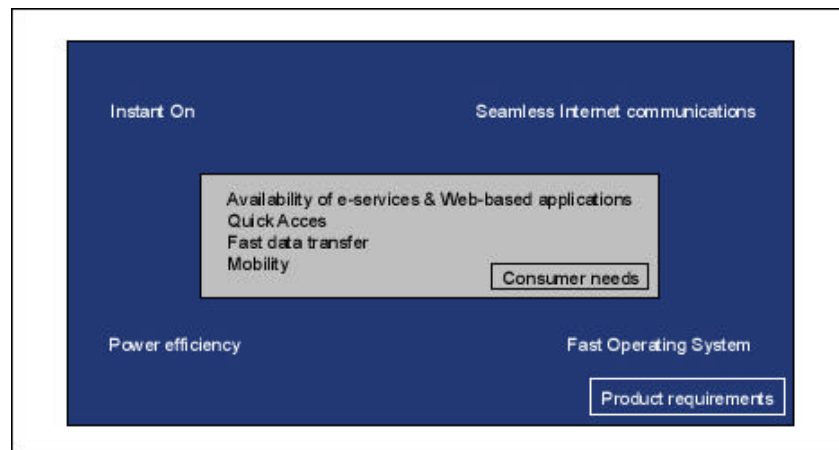 Instant On
Seamless Internet communications
Availability of e-services & Web-based applications
Quick Acces
Fast data transfer
Mobility
Consumer needs
Power efficiency
Fast Operating System
Product requirements